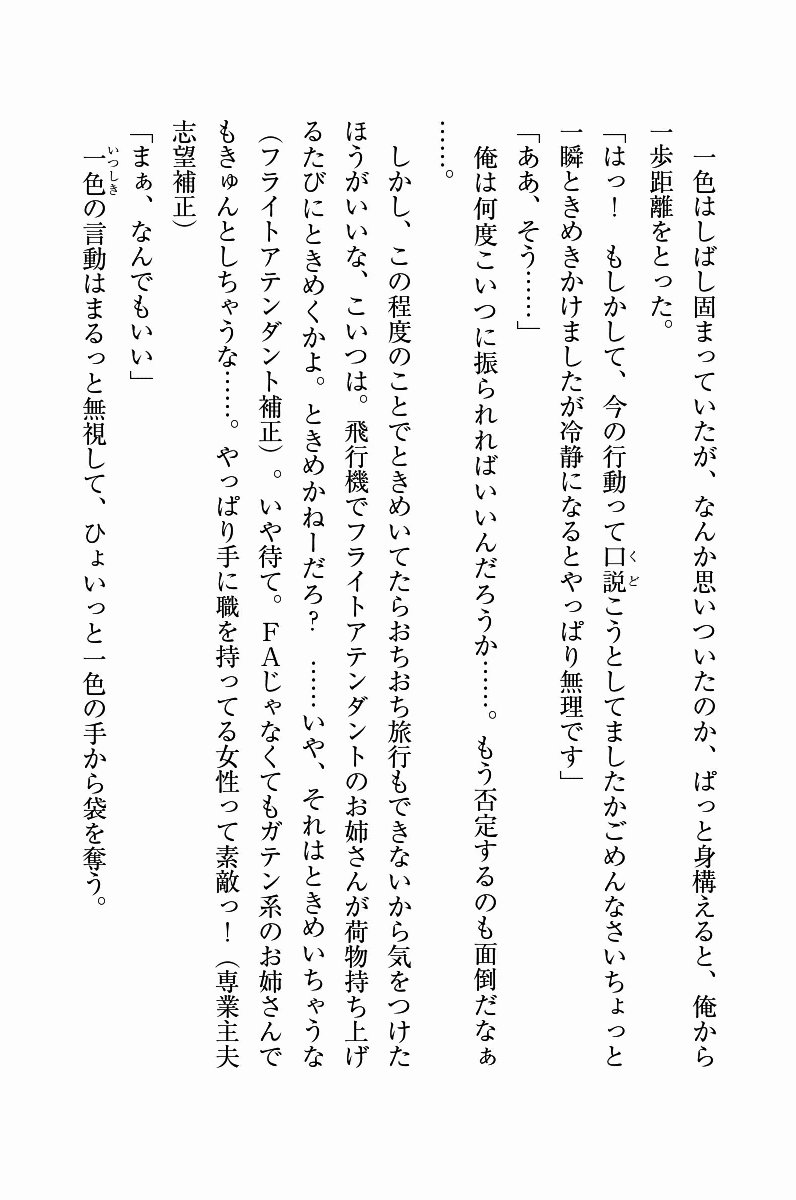 一色はしばし固まっていたが、なんか思いついたのか、ぱっと身構えると、俺から
一歩距離をとった。
「はっ！　もしかして、今の行動って口説こうとしてましたかごめんなさいちょっと
一瞬ときめきかけましたが冷静になるとやっぱり無理です」
「ああ、そう……」
俺は何度こいつに振られればいいんだろうか……。もう否定するのも面倒だなぁ
……。
しかし、この程度のことでときめいてたらおちおち旅行もできないから気をつけた
ほうがいいな、こいつは。飛行機でフライトアテンダントのお姉さんが荷物持ち上げ
るたびにときめくかよ。ときめかねーだろ？　……いや、それはときめいちゃうな
（フライトアテンダント補正）。いや待て。ＦＡじゃなくてもガテン系のお姉さんで
もきゅんとしちゃうな……。やっぱり手に職を持ってる女性って素敵っ！（専業主夫
志望補正）
「まぁ、なんでもいい」
一色の言動はまるっと無視して、ひょいっと一色の手から袋を奪う。